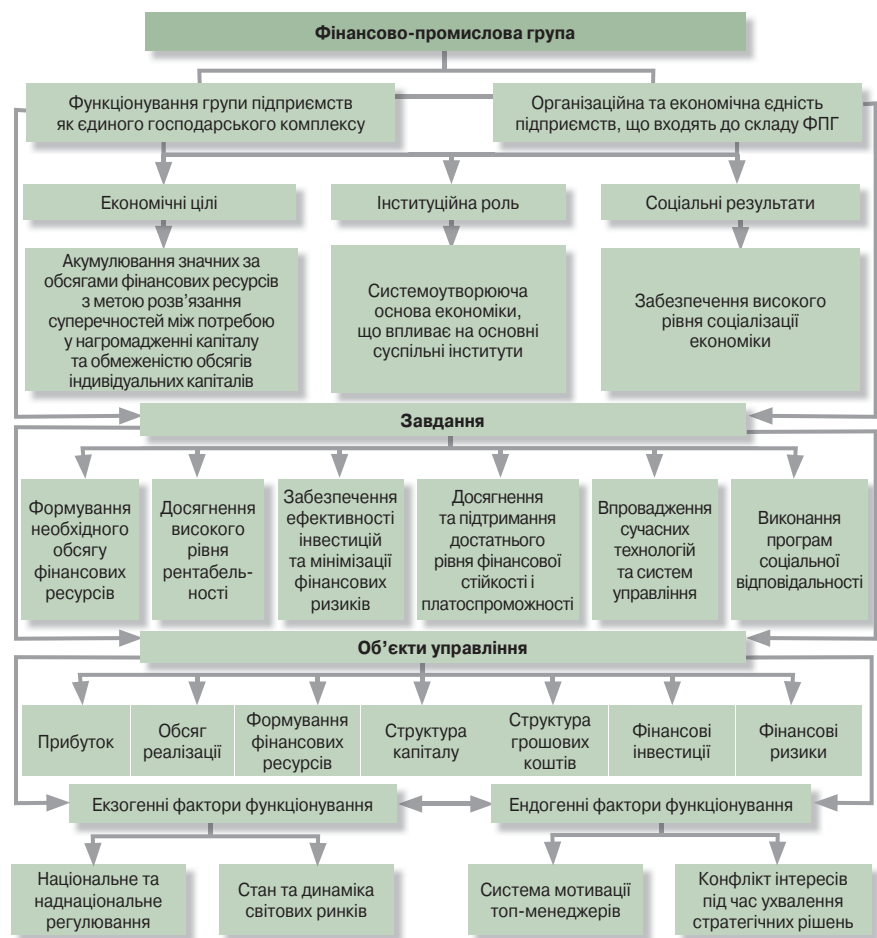 Фінансово-промислова група
Функціонування групи підприємств
як єдиного господарського комплексу
Організаційна та економічна єдність
підприємств, що входять до складу ФПГ
Економічні цілі
Інституційна роль
Соціальні результати
Акумулювання значних за
обсягами фінансових ресурсів
з метою розв’язання
суперечностей між потребою
у нагромадженні капіталу
та обмеженістю обсягів
індивідуальних капіталів
Системоутворююча
основа економіки,
що впливає на основні
суспільні інститути
Забезпечення високого
рівня соціалізації
економіки
Завдання
Формування
необхідного
обсягу
фінансових
ресурсів
Досягнення
високого
рівня
рентабель-
ності
Забезпечення
ефективності
інвестицій
та мінімізації
фінансових
ризиків
Досягнення
та підтримання
достатнього
рівня фінансової
стійкості і
платоспроможності
Впровадження
сучасних
технологій
та систем
управління
Виконання
програм
соціальної
відповідальності
Об’єкти управління
Прибуток
Обсяг
реалізації
Формування
фінансових
ресурсів
Структура
капіталу
Структура
грошових
коштів
Фінансові
інвестиції
Фінансові
ризики
Екзогенні фактори функціонування
Ендогенні фактори функціонування
Національне та
наднаціональне
регулювання
Стан та динаміка
світових ринків
Система мотивації
топ-менеджерів
Конфлікт інтересів
під час ухвалення
стратегічних рішень